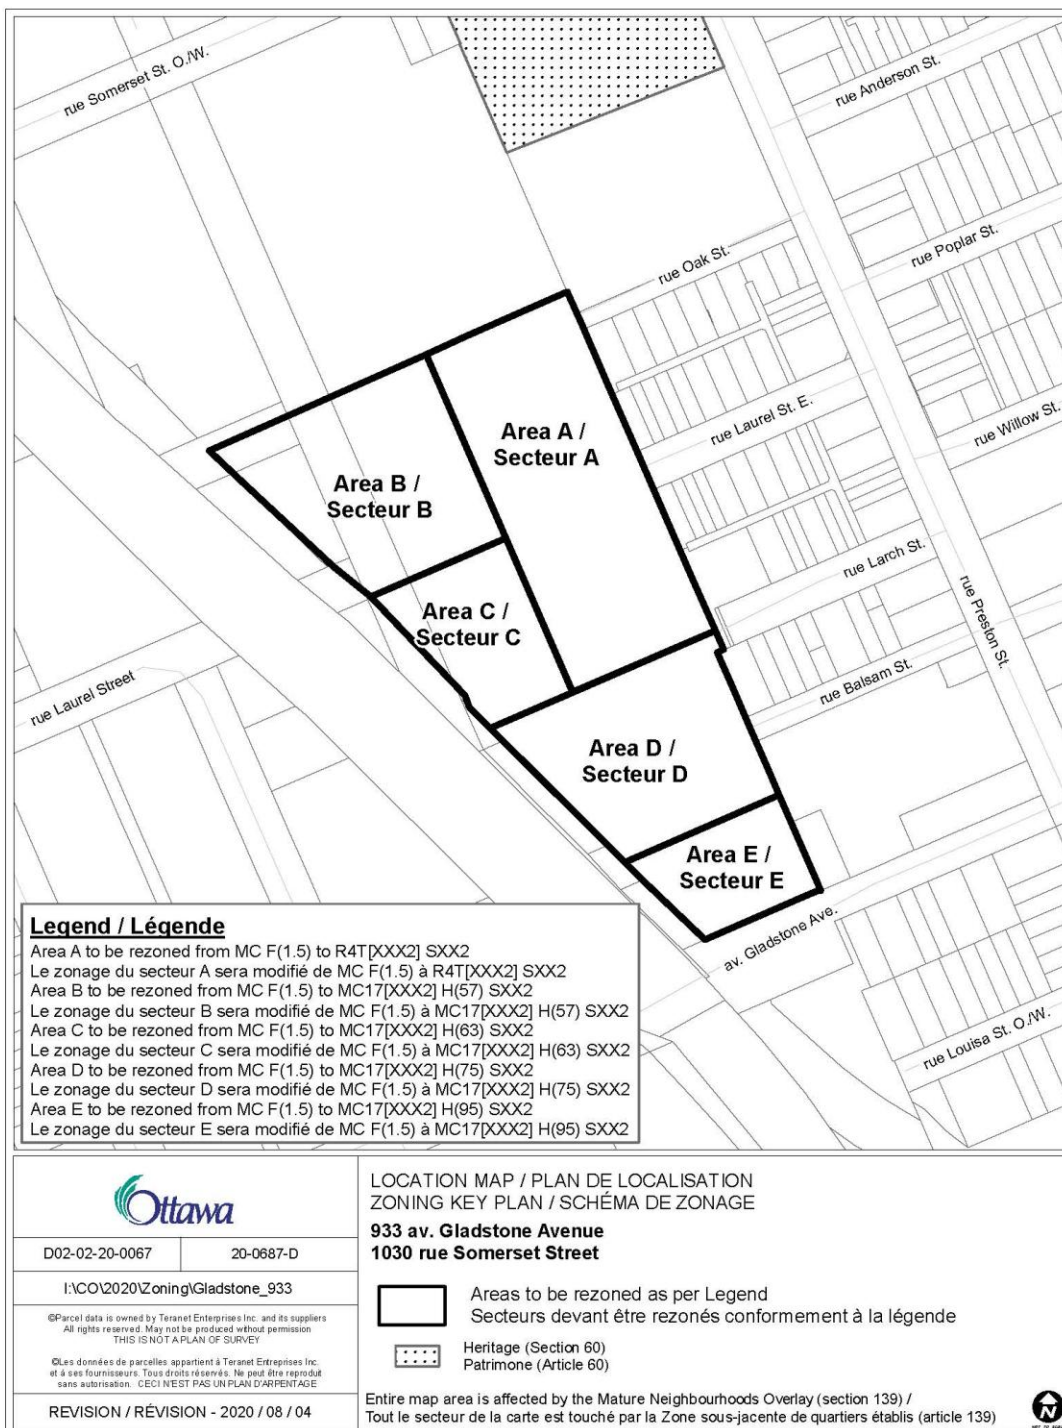 rue Somerset St. O./W.
rue Anderson St.
rue Poplar St.
rue Oak St.
rue Willow St.
rue Laurel St. E.
Area A /
Secteur A
Area B /
Secteur B
rue Larch St.
rue Preston St.
Area C /
Secteur C
rue Laurel Street
rue Balsam St.
Area D /
Secteur D
Area E /
Secteur E
av. Gladstone Ave.
rue Louisa St. O./W.
Legend / Légende
Area A to be rezoned from MC F(1.5) to R4T[XXX2] SXX2
Le zonage du secteur A sera modifié de MC F(1.5) à R4T[XXX2] SXX2
Area B to be rezoned from MC F(1.5) to MC17[XXX2] H(57) SXX2
Le zonage du secteur B sera modifié de MC F(1.5) à MC17[XXX2] H(57) SXX2
Area C to be rezoned from MC F(1.5) to MC17[XXX2] H(63) SXX2
Le zonage du secteur C sera modifié de MC F(1.5) à MC17[XXX2] H(63) SXX2
Area D to be rezoned from MC F(1.5) to MC17[XXX2] H(75) SXX2
Le zonage du secteur D sera modifié de MC F(1.5) à MC17[XXX2] H(75) SXX2
Area E to be rezoned from MC F(1.5) to MC17[XXX2] H(95) SXX2
Le zonage du secteur E sera modifié de MC F(1.5) à MC17[XXX2] H(95) SXX2
Ottawa
D02-02-20-0067
20-0687-D
I:\CO\2020\Zoning\Gladstone_933
©Parcel data is owned by Teranet Enterprises Inc. and its suppliers
All rights reserved. May not be produced without permission
THIS IS NOT A PLAN OF SURVEY
©Les données de parcelles appartient à Teranet Entreprises Inc.
et à ses fournisseurs. Tous droits réservés. Ne peut être reproduit
sans autorisation. CECI N'EST PAS UN PLAN D'ARPENTAGE
REVISION / RÉVISION - 2020 / 08 / 04
LOCATION MAP / PLAN DE LOCALISATION
ZONING KEY PLAN / SCHÉMA DE ZONAGE
933 av. Gladstone Avenue
1030 rue Somerset Street
Areas to be rezoned as per Legend
Secteurs devant être rezonés conformement à la légende
Heritage (Section 60)
Patrimone (Article 60)
Entire map area is affected by the Mature Neighbourhoods Overlay (section 139) /
Tout le secteur de la carte est touché par la Zone sous-jacente de quartiers établis (article 139)
N